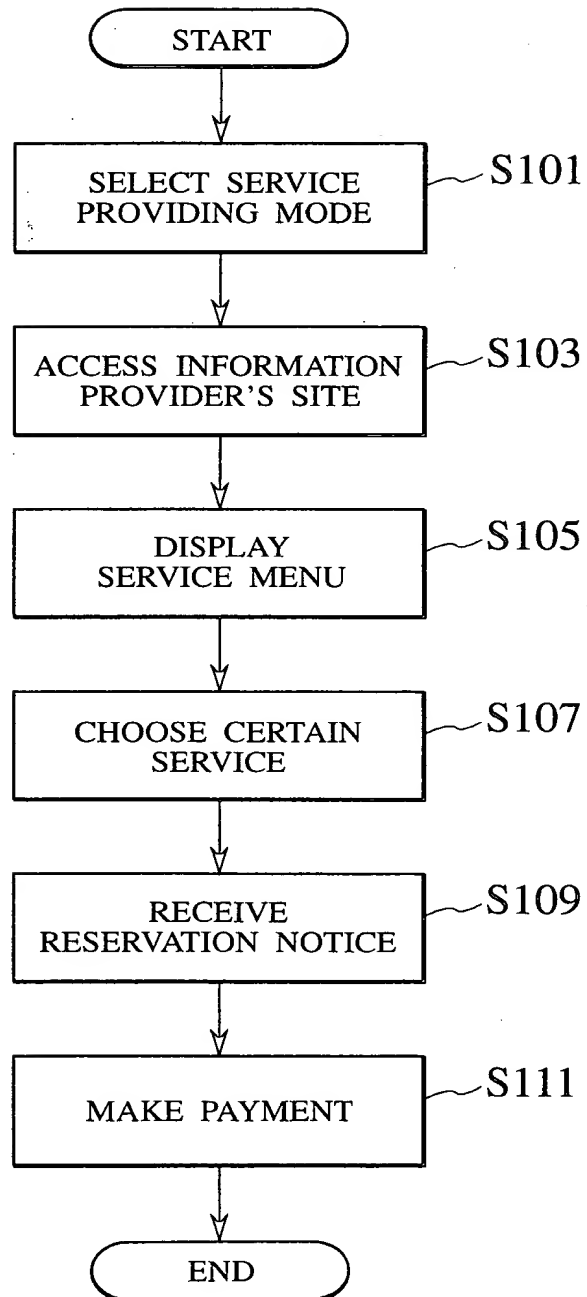 START
SELECT SERVICE
PROVIDING MODE
S101
ACCESS INFORMATION
PROVIDER'S SITE
S103
DISPLAY
SERVICE MENU
S105
CHOOSE CERTAIN
SERVICE
S107
RECEIVE
RESERVATION NOTICE
S109
MAKE PAYMENT
S111
END